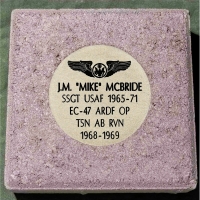 J.M. "MIKE" MCBRIDE
SSGT USAF 1965-71
EC-47 ARDF OP
TSN AB RVN
1968-1969